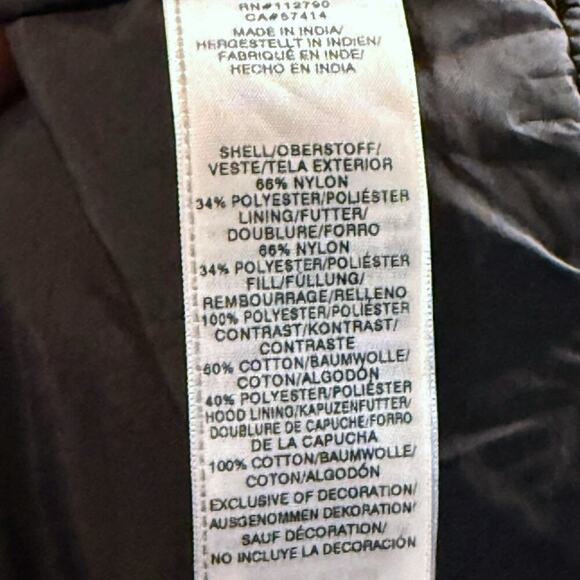 RN#112790
CA#57414
MADE IN INDIA/
HERGESTELLT IN INDIEN/
FABRIQUÉ EN INDE/
HECHO EN INDIA
SHELL/OBERSTOFF/
VESTE/TELA EXTERIOR
66% NYLON
34% POLYESTER/POLIÉSTER
LINING/FUTTER/
DOUBLURE/FORRO
66% NYLON
34% POLYESTER/POLIÉSTER
FILL/FÜLLUNG/
REMBOURRAGE/RELLENO
100% POLYESTER/POLIÉSTER
CONTRAST/KONTRAST/
CONTRASTE
60% COTTON/BAUMWOLLE/
COTON/ALGODÓN
40% POLYESTER/POLIÉSTER
HOOD LINING/KAPUZENFUTTER/
DOUBLURE DE CAPUCHE/FORRO
DE LA CAPUCHA
100% COTTON/BAUMWOLLE/
COTON/ALGODÓN
EXCLUSIVE OF DECORATION/
AUSGENOMMEN DEKORATION/
SAUF DÉCORATION/
NO INCLUYE LA DECORACIÓN